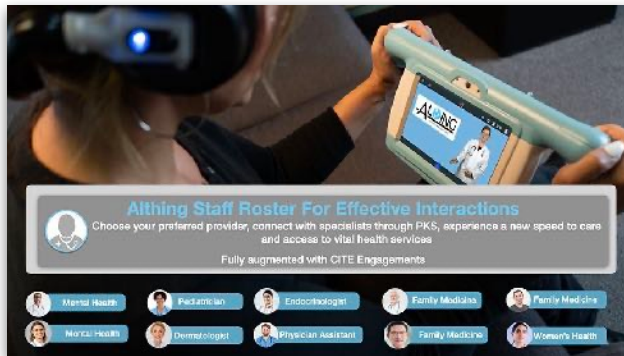 Althing Staff Roster For Effective Interactions
Choose your preferred provider, connect with specialists through PKS, experience a new speed to care
and access to vital health services
Fully augmented with CITE Engagements
Mental Health
Pediatrician
Endocrinologist
Family Medicine
Family Medicine
Mental Health
Dermatologist
Physician Assistant
Family Medicine
Women's Health